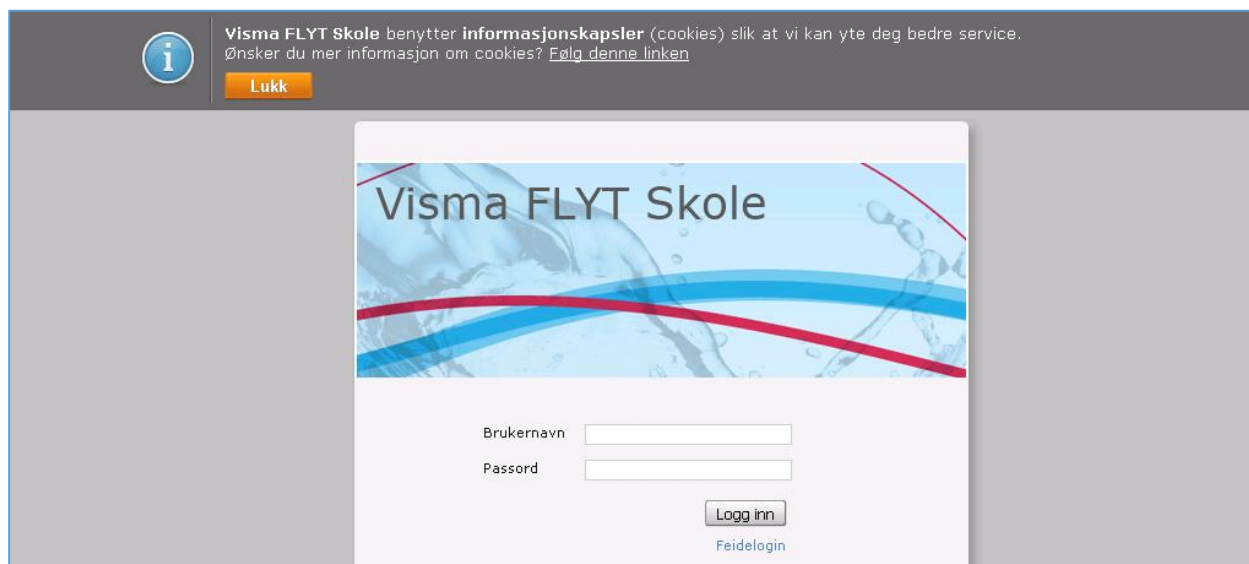 Visma FLYT Skole benytter informasjonskapsler (cookies) slik at vi kan yte deg bedre service.
Ønsker du mer informasjon om cookies? Følg denne linken
Lukk
Visma FLYT Skole
Brukernavn
Passord
Logg inn
Feidelogin